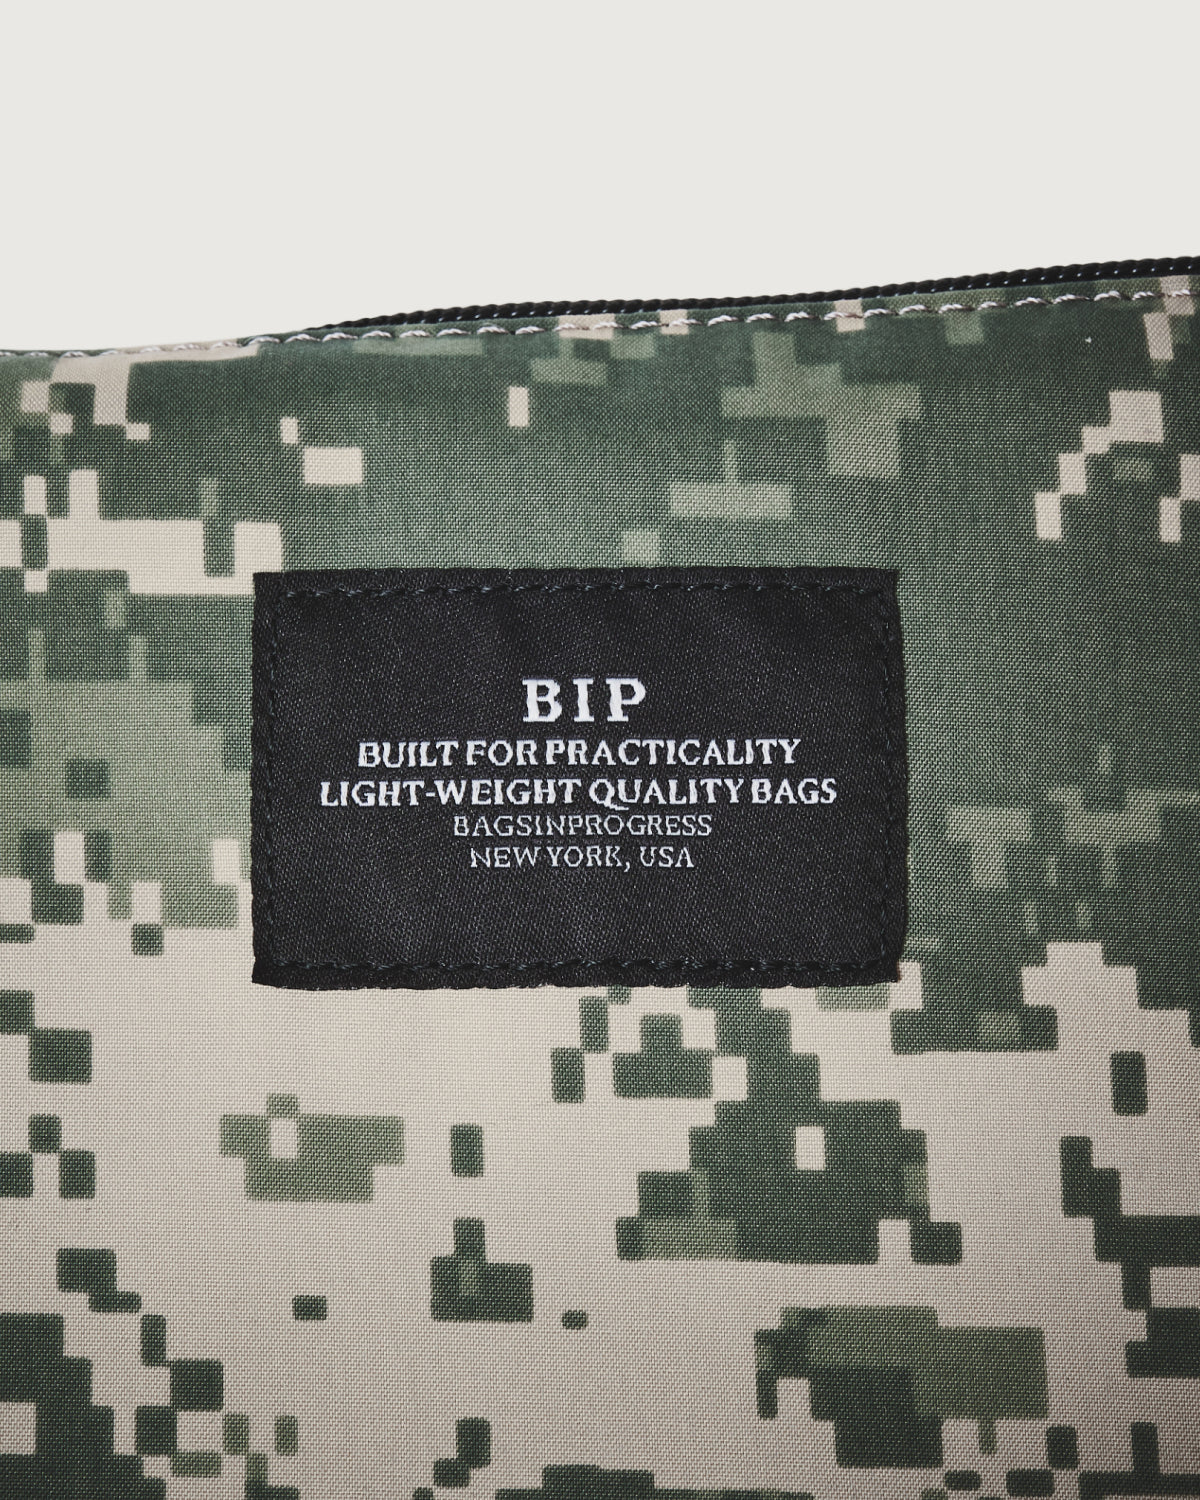 BIP
BUILT FOR PRACTICALITY
LIGHT-WEIGHT QUALITY BAGS
BAGSINPROGRESS
NEW YORK, USA